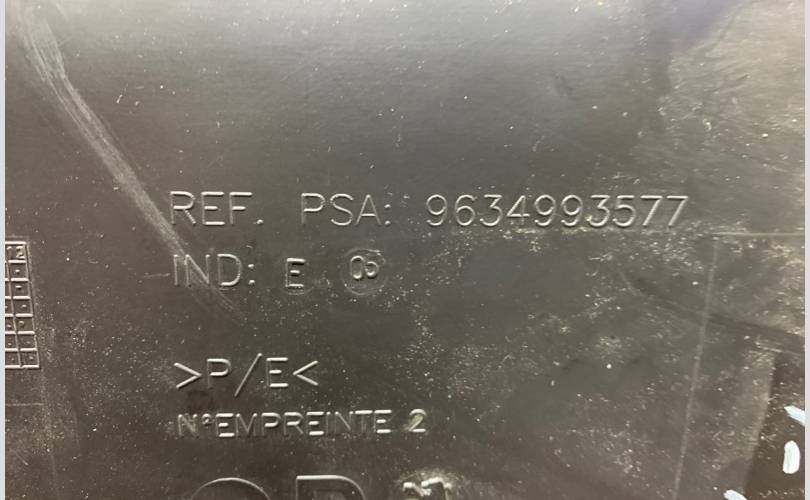 REF. PSA: 9634993577
IND: E 05
>P/E<
N°EMPREINTE 2